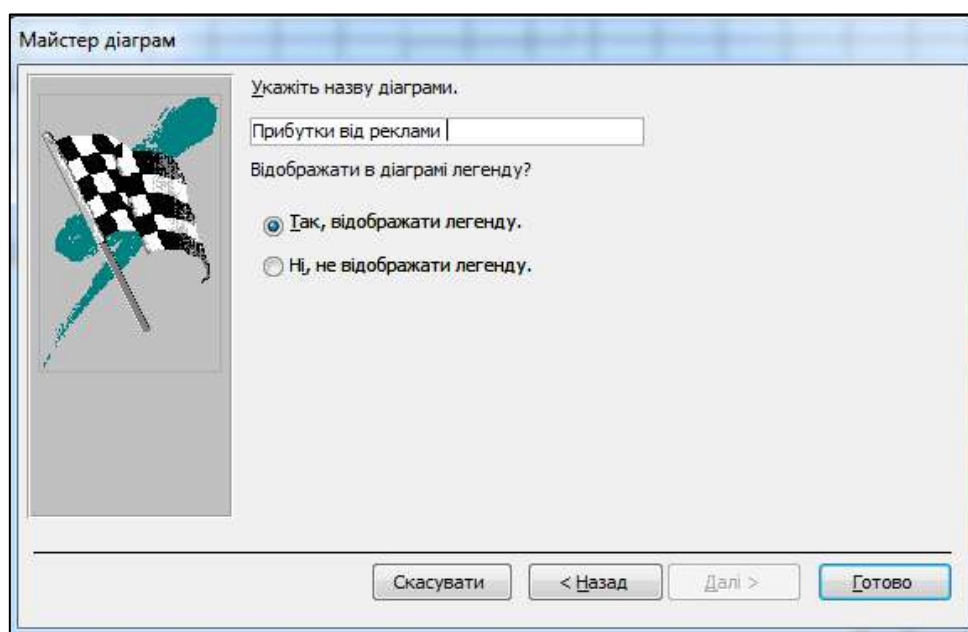 Майстер діаграм
Укажіть назву діаграми.
Прибутки від реклами
Відображати в діаграмі легенду?
Так, відображати легенду.
Ні, не відображати легенду.
Скасувати
< Назад
Далі >
Готово